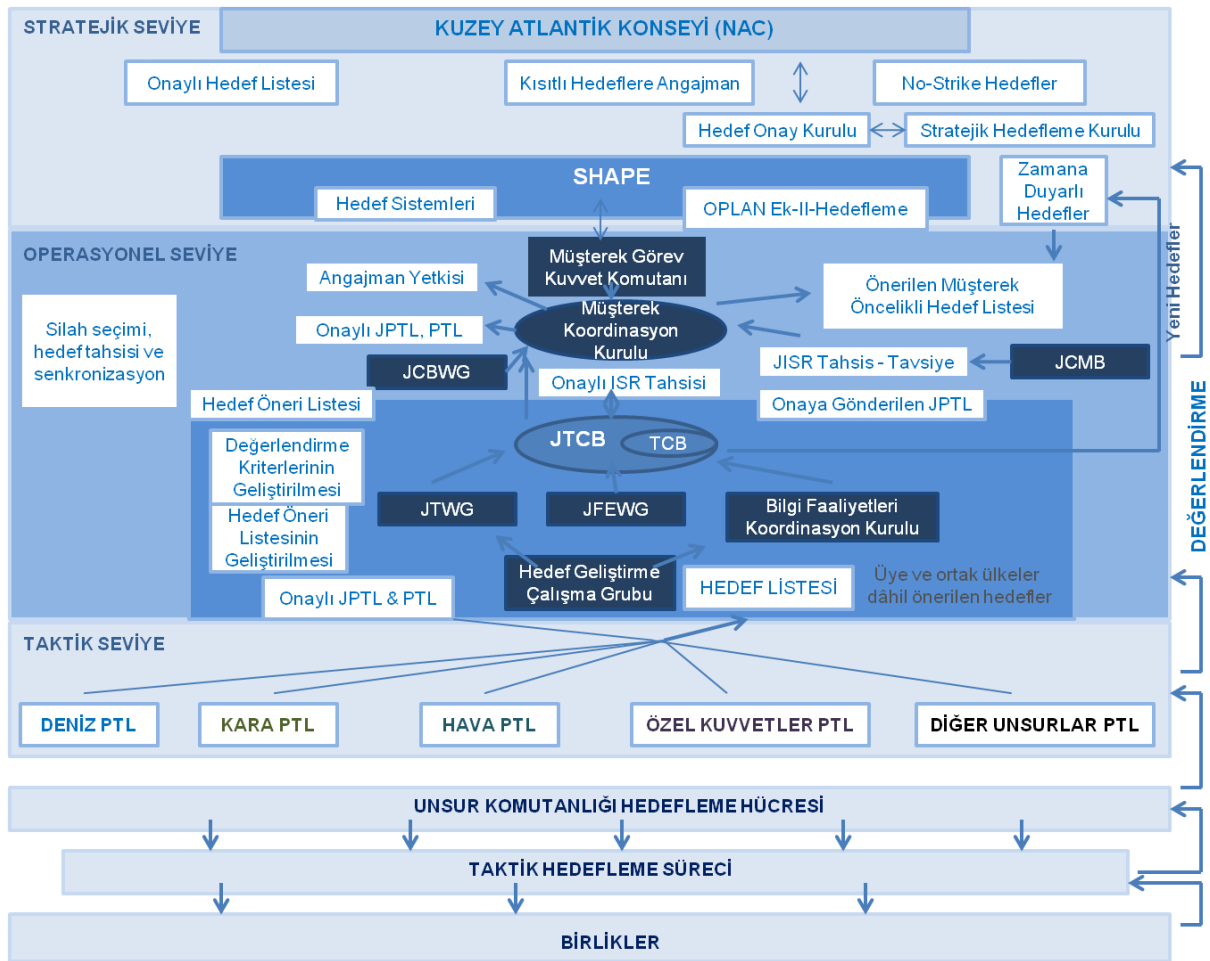 STRATEJİK SEVİYE
KUZEY ATLANTİK KONSEYİ (NAC)
Onaylı Hedef Listesi
Kısıtlı Hedeflere Angajman
No-Strike Hedefler
Hedef Onay Kurulu
Stratejik Hedefleme Kurulu
SHAPE
Hedef Sistemleri
OPLAN Ek-II-Hedefleme
Zamana
Duyarlı
Hedefler
OPERASYONEL SEVİYE
Müşterek Görev
Kuvvet Komutanı
Angajman Yetkisi
Önerilen Müşterek
Öncelikli Hedef Listesi
Yeni Hedefler
Silah seçimi,
hedef tahsisi ve
senkronizasyon
Müşterek
Koordinasyon
Kurulu
Onaylı JPTL, PTL
JCBWG
JISR Tahsis - Tavsiye
JCMB
Onaylı ISR Tahsisi
Hedef Öneri Listesi
Onaya Gönderilen JPTL
DEĞERLENDİRME
JTCB
TCB
Değerlendirme
Kriterlerinin
Geliştirilmesi
JTWG
JFEWG
Bilgi Faaliyetleri
Koordinasyon Kurulu
Hedef Öneri
Listesinin
Geliştirilmesi
Hedef Geliştirme
Çalışma Grubu
HEDEF LİSTESİ
Üye ve ortak ülkeler
dâhil önerilen hedefler
Onaylı JPTL & PTL
TAKTİK SEVİYE
DENİZ PTL
KARA PTL
HAVA PTL
ÖZEL KUVVETLER PTL
DİĞER UNSURLAR PTL
UNSUR KOMUTANLIĞI HEDEFLEME HÜCRESİ
TAKTİK HEDEFLEME SÜRECİ
BİRLİKLER